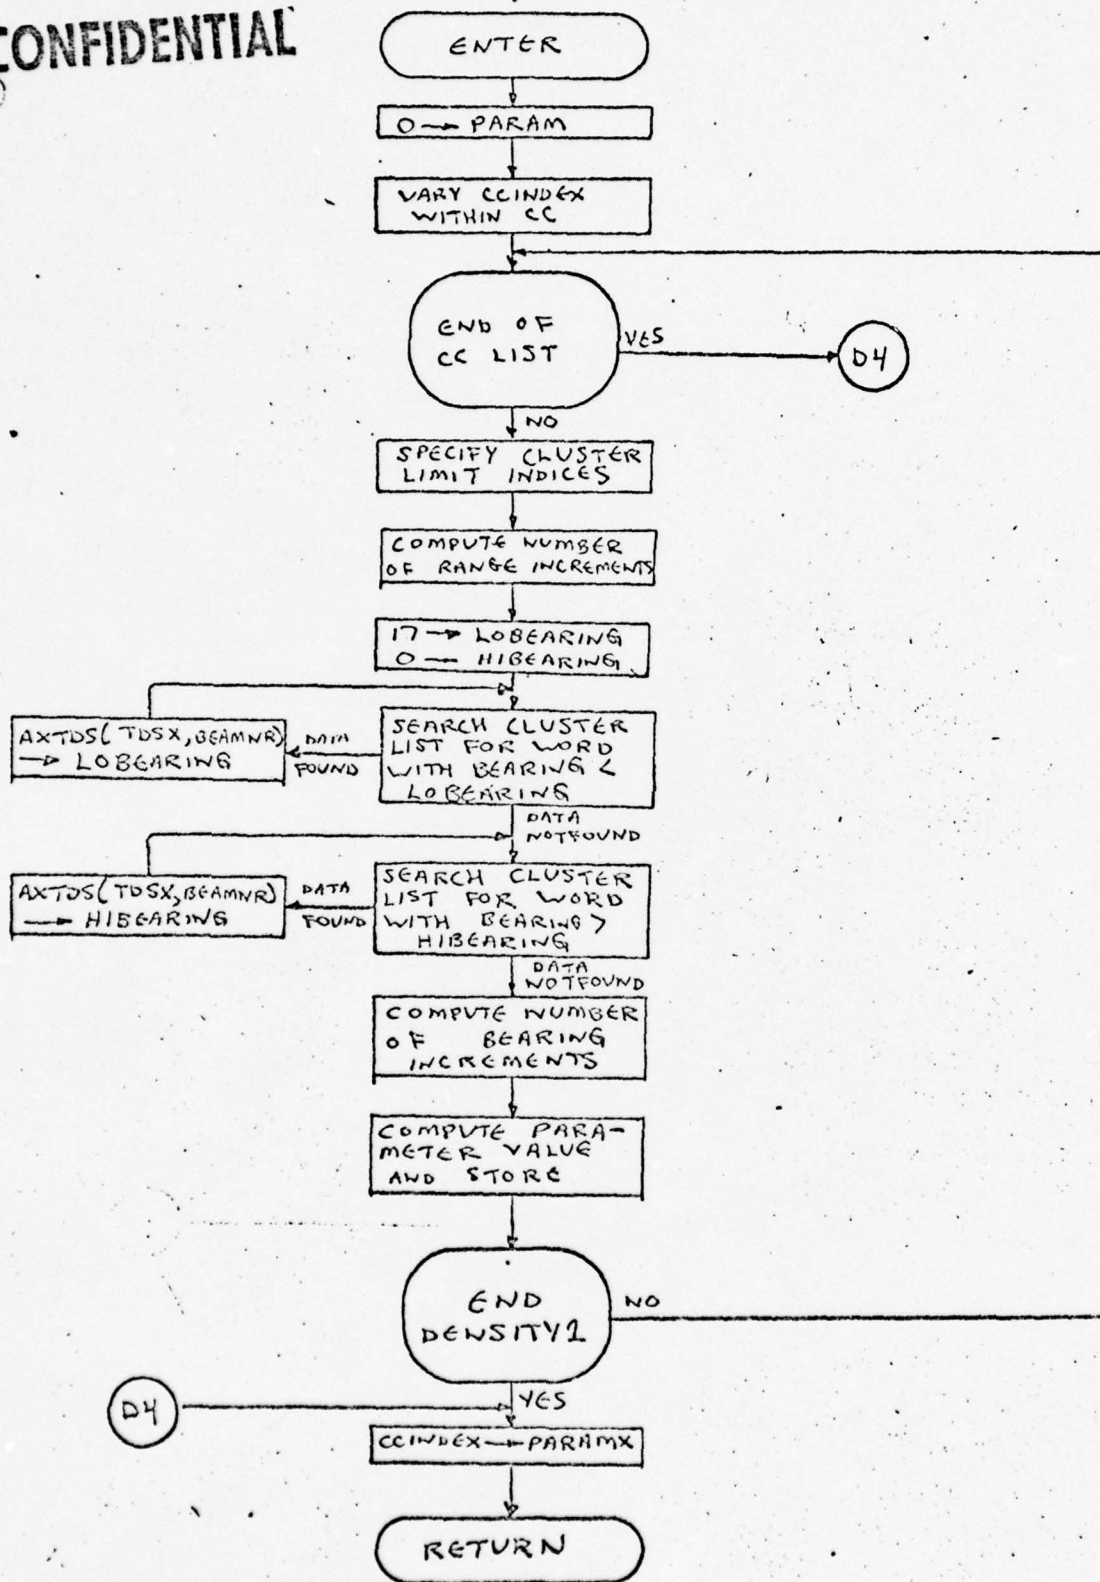 CONFIDENTIAL
ENTER
0 → PARAM
VARY CCINDEX
WITHIN CC
END OF
CC LIST
YES
D4
NO
SPECIFY CLUSTER
LIMIT INDICES
COMPUTE NUMBER
OF RANGE INCREMENTS
17 → LOBEARING
0 → HIBEARING
AXTDS(TDSX,BEAMNR)
→ LOBEARING
DATA
FOUND
SEARCH CLUSTER
LIST FOR WORD
WITH BEARING <
LOBEARING
DATA
NOTFOUND
AXTDS(TDSX,BEAMNR)
→ HIBEARING
DATA
FOUND
SEARCH CLUSTER
LIST FOR WORD
WITH BEARING >
HIBEARING
DATA
NOTFOUND
COMPUTE NUMBER
OF BEARING
INCREMENTS
COMPUTE PARA-
METER VALUE
AND STORE
END
DENSITY1
NO
YES
D4
CCINDEX → PARAMX
RETURN